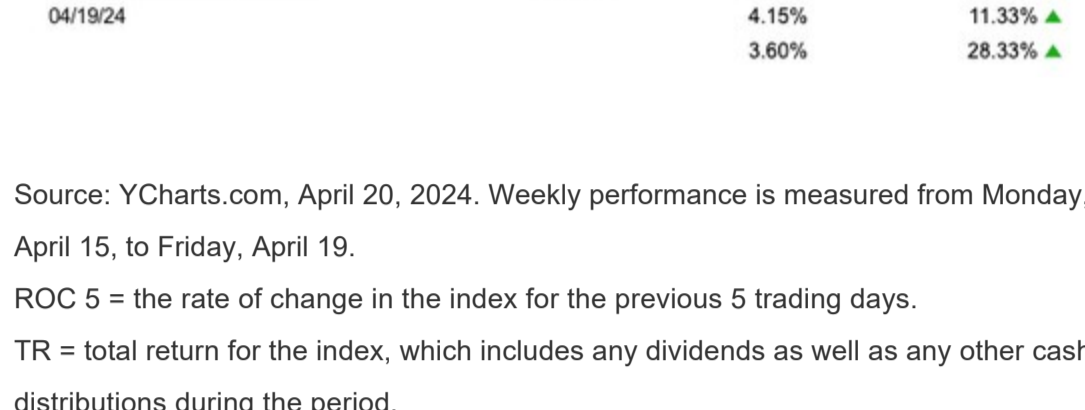 04/19/24 4.15% 11.33% ▲
3.60% 28.33% ▲
Source: YCharts.com, April 20, 2024. Weekly performance is measured from Monday,
April 15, to Friday, April 19.
ROC 5 = the rate of change in the index for the previous 5 trading days.
TR = total return for the index, which includes any dividends as well as any other cash
distributions during the period.